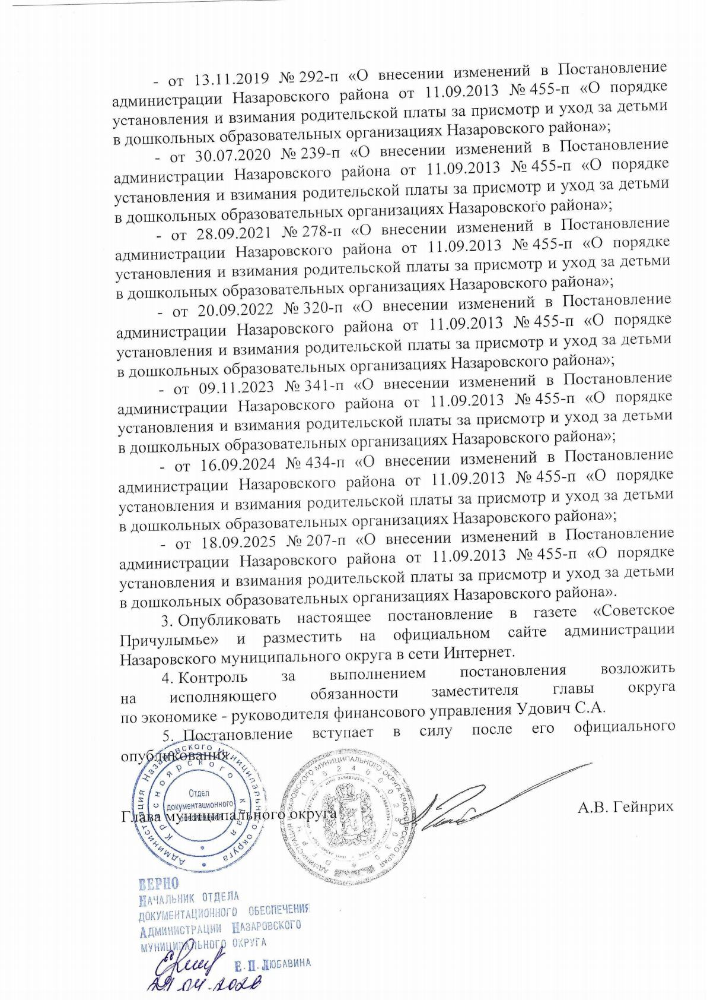 - от 13.11.2019 № 292-п «О внесении изменений в Постановление
администрации Назаровского района от 11.09.2013 № 455-п «О порядке
установления и взимания родительской платы за присмотр и уход за детьми
в дошкольных образовательных организациях Назаровского района»;
- от 30.07.2020 № 239-п «О внесении изменений в Постановление
администрации Назаровского района от 11.09.2013 № 455-п «О порядке
установления и взимания родительской платы за присмотр и уход за детьми
в дошкольных образовательных организациях Назаровского района»;
- от 28.09.2021 № 278-п «О внесении изменений в Постановление
администрации Назаровского района от 11.09.2013 № 455-п «О порядке
установления и взимания родительской платы за присмотр и уход за детьми
в дошкольных образовательных организациях Назаровского района»;
- от 20.09.2022 № 320-п «О внесении изменений в Постановление
администрации Назаровского района от 11.09.2013 № 455-п «О порядке
установления и взимания родительской платы за присмотр и уход за детьми
в дошкольных образовательных организациях Назаровского района»;
- от 09.11.2023 № 341-п «О внесении изменений в Постановление
администрации Назаровского района от 11.09.2013 № 455-п «О порядке
установления и взимания родительской платы за присмотр и уход за детьми
в дошкольных образовательных организациях Назаровского района»;
- от 16.09.2024 № 434-п «О внесении изменений в Постановление
администрации Назаровского района от 11.09.2013 № 455-п «О порядке
установления и взимания родительской платы за присмотр и уход за детьми
в дошкольных образовательных организациях Назаровского района»;
- от 18.09.2025 № 207-п «О внесении изменений в Постановление
администрации Назаровского района от 11.09.2013 № 455-п «О порядке
установления и взимания родительской платы за присмотр и уход за детьми
в дошкольных образовательных организациях Назаровского района».
3. Опубликовать настоящее постановление в газете «Советское
Причулымье» и разместить на официальном сайте администрации
Назаровского муниципального округа в сети Интернет.
4. Контроль за выполнением постановления возложить
на исполняющего обязанности заместителя главы округа
по экономике - руководителя финансового управления Удович С.А.
5. Постановление вступает в силу после его официального
опубликования.
Глава муниципального округа
А.В. Гейнрих
Администрация Назаровского муниципального округа
Красноярского края
Отдел
документационного
обеспечения
АДМИНИСТРАЦИЯ НАЗАРОВСКОГО МУНИЦИПАЛЬНОГО ОКРУГА КРАСНОЯРСКОГО КРАЯ
ВЕРНО
НАЧАЛЬНИК ОТДЕЛА
ДОКУМЕНТАЦИОННОГО ОБЕСПЕЧЕНИЯ
АДМИНИСТРАЦИИ НАЗАРОВСКОГО
МУНИЦИПАЛЬНОГО ОКРУГА
Е.П. ЛЮБАВИНА